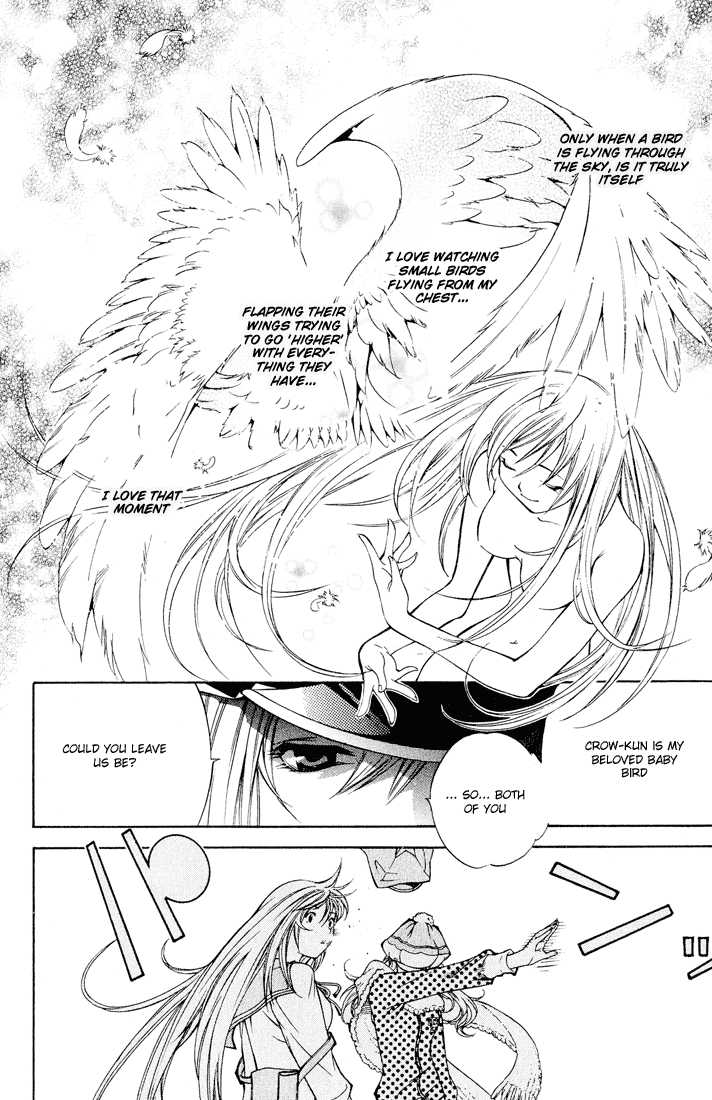 ONLY WHEN A BIRD
IS FLYING THROUGH
THE SKY, IS IT TRULY
ITSELF
I LOVE WATCHING
SMALL BIRDS
FLYING FROM MY
CHEST...
FLAPPING THEIR
WINGS TRYING
TO GO 'HIGHER'
WITH EVERY-
THING THEY
HAVE...
I LOVE THAT
MOMENT
CROW-KUN IS MY
BELOVED BABY
BIRD
... SO... BOTH
OF YOU
COULD YOU LEAVE
US BE?